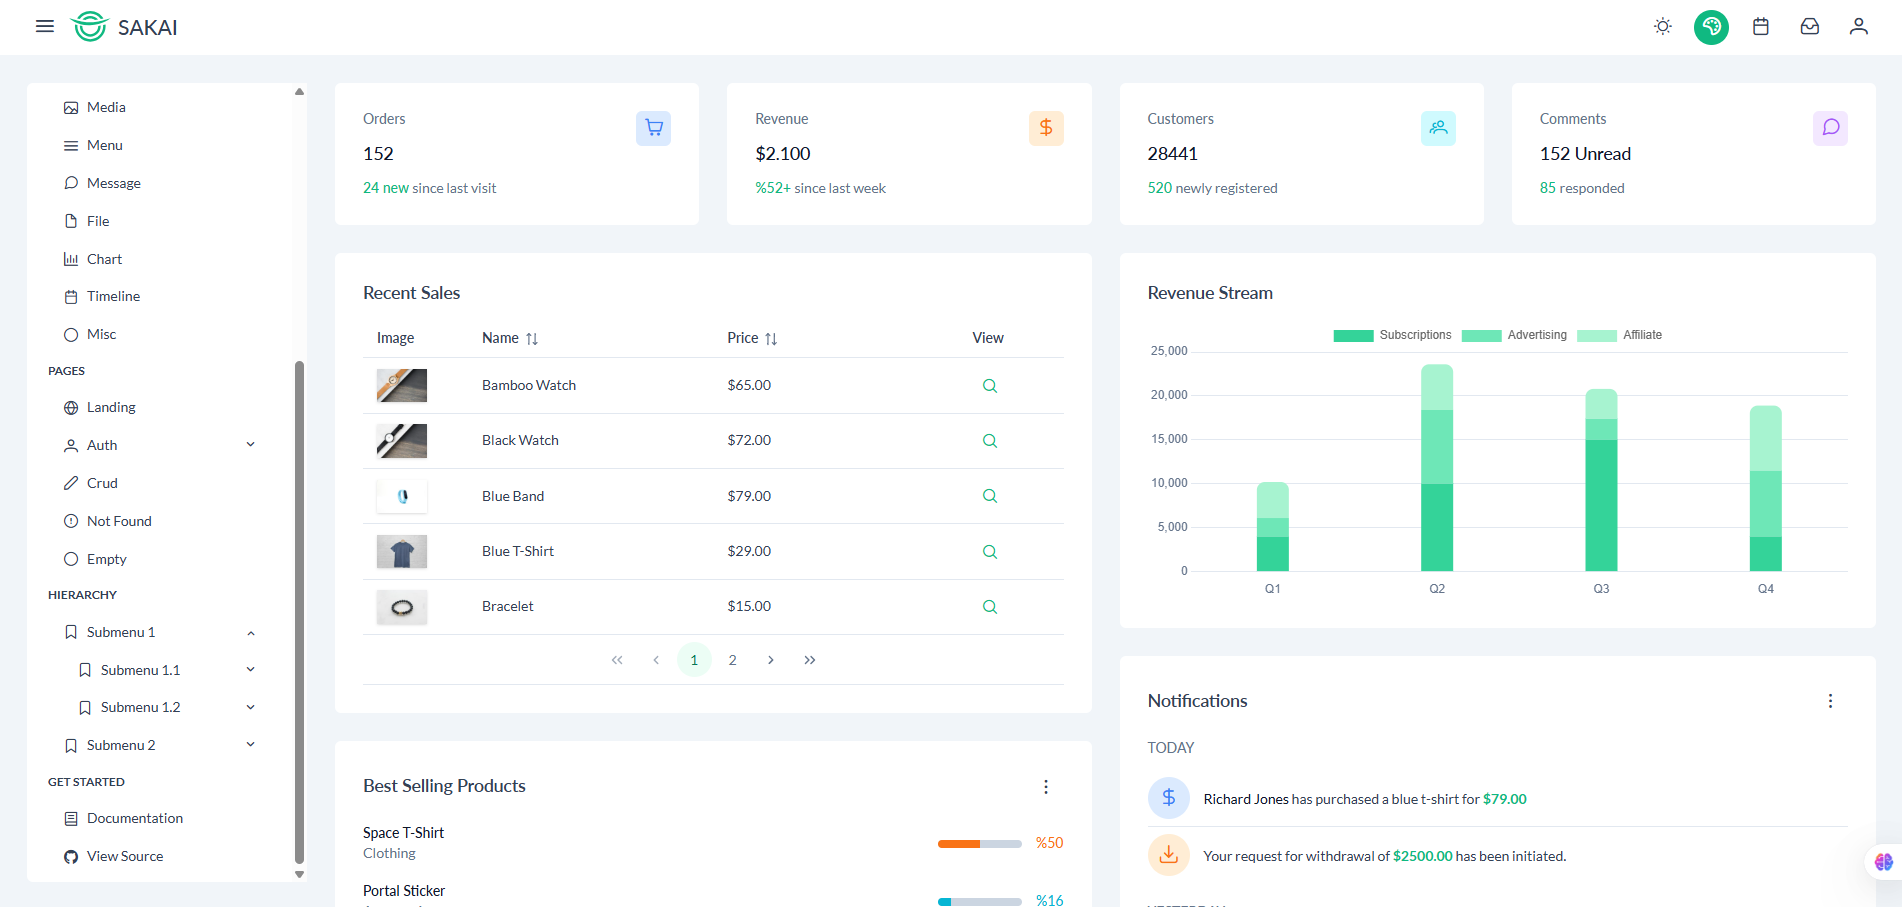 SAKAI
Media
Menu
Message
File
Chart
Timeline
Misc
PAGES
Landing
Auth
Crud
Not Found
Empty
HIERARCHY
Submenu 1
Submenu 1.1
Submenu 1.2
Submenu 2
GET STARTED
Documentation
View Source
Orders
152
24 new since last visit
Revenue
$2.100
%52+ since last week
Customers
28441
520 newly registered
Comments
152 Unread
85 responded
Recent Sales
Image Name Price View
Bamboo Watch $65.00
Black Watch $72.00
Blue Band $79.00
Blue T-Shirt $29.00
Bracelet $15.00
1 2
Best Selling Products
Space T-Shirt
Clothing
%50
Portal Sticker
%16
Revenue Stream
Subscriptions Advertising Affiliate
25,000
20,000
15,000
10,000
5,000
0
Q1 Q2 Q3 Q4
Notifications
TODAY
Richard Jones has purchased a blue t-shirt for $79.00
Your request for withdrawal of $2500.00 has been initiated.